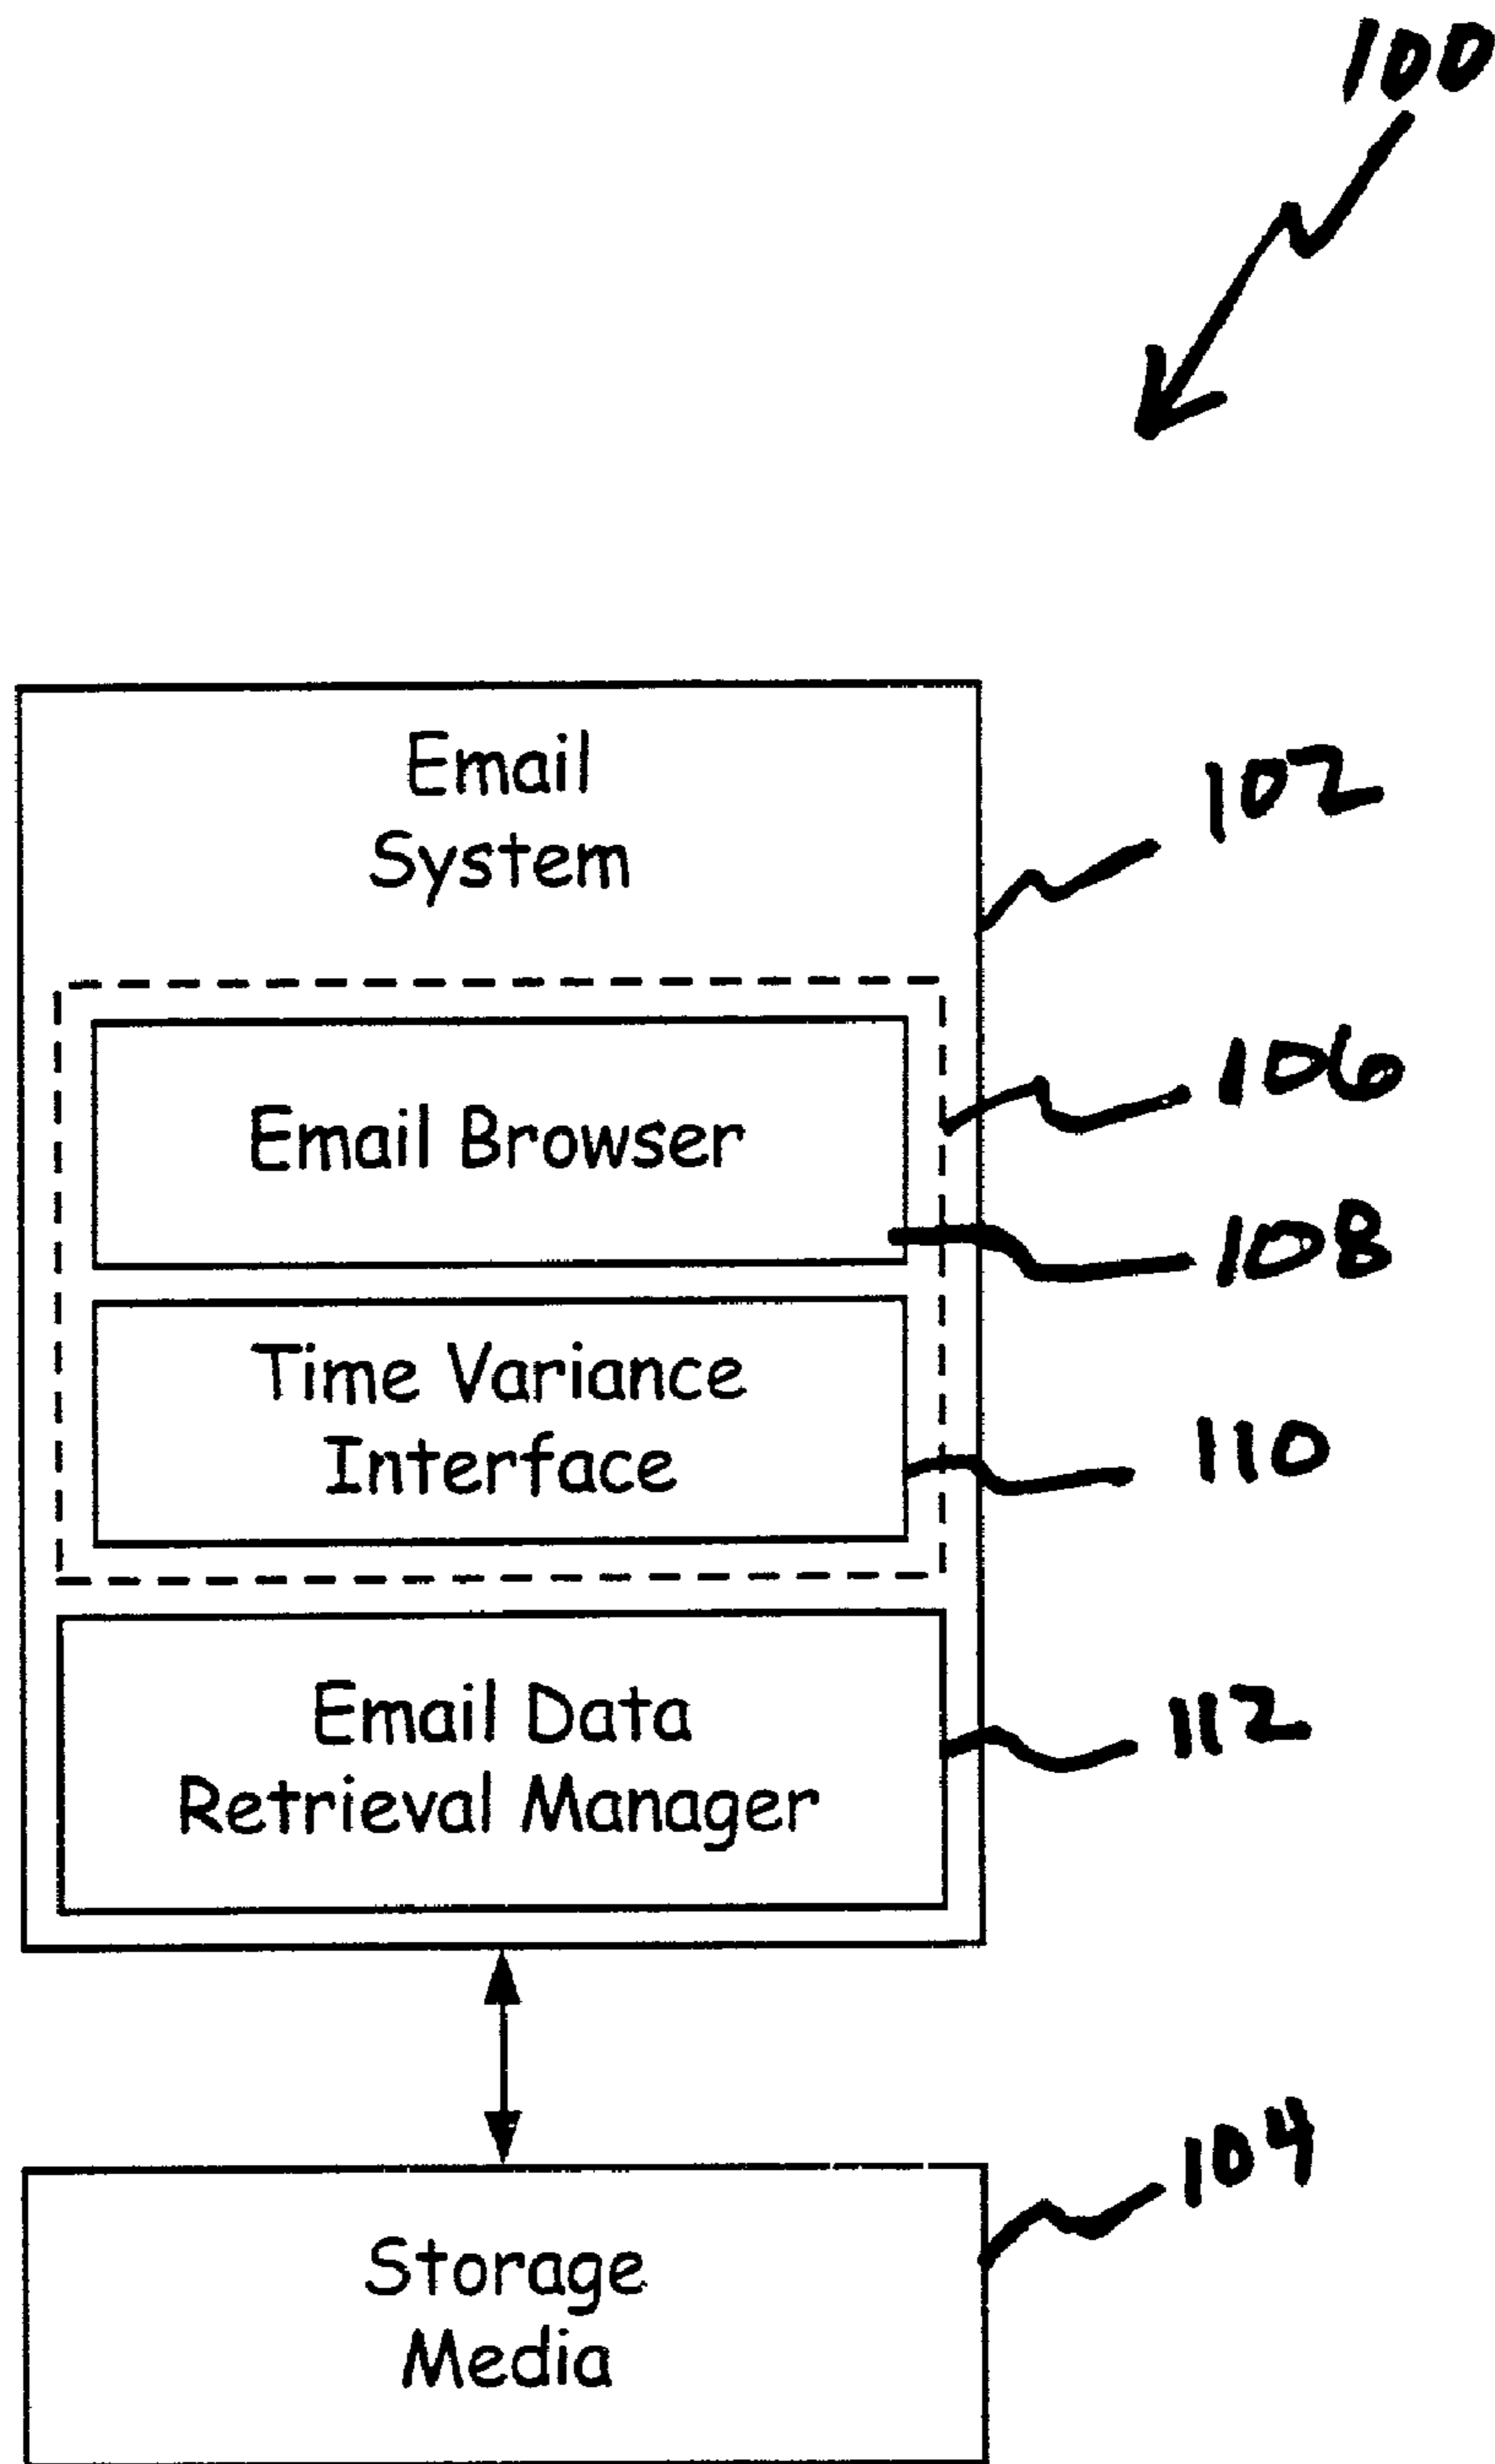 100
Email
System
102
Email Browser
106
108
Time Variance
Interface
110
Email Data
Retrieval Manager
112
Storage
Media
104